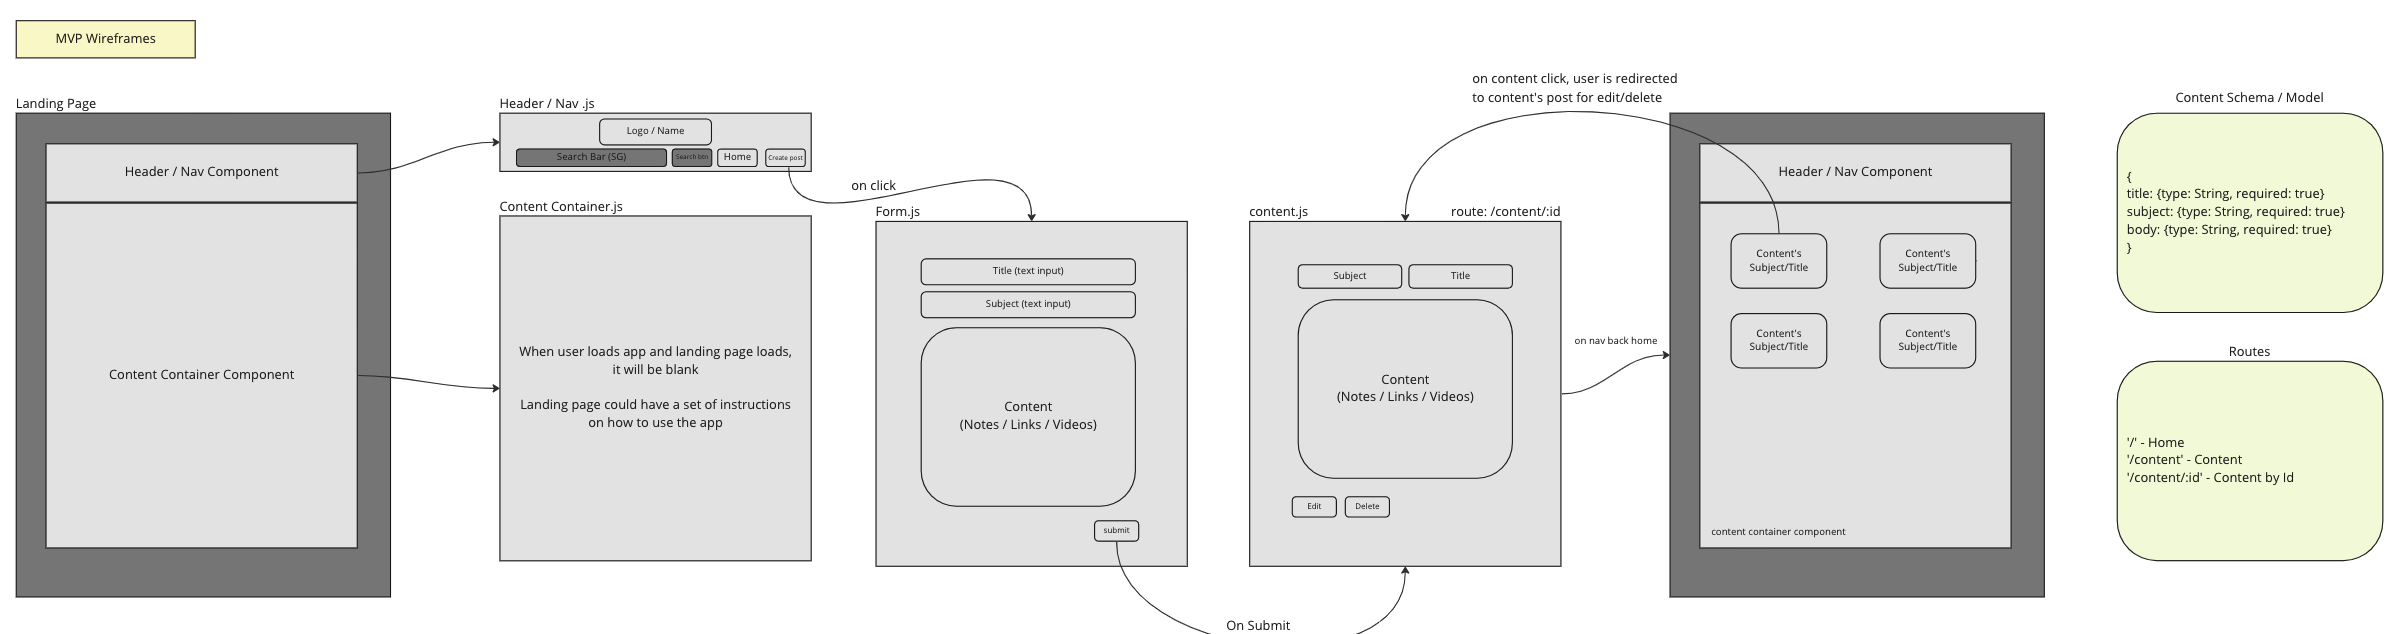 MVP Wireframes
Landing Page
Header / Nav Component
Content Container Component
Header / Nav .js
Logo / Name
Search Bar (SG)
Search btn
Home
Create post
Content Container.js
When user loads app and landing page loads,
it will be blank
Landing page could have a set of instructions
on how to use the app
on click
Form.js
Title (text input)
Subject (text input)
Content
(Notes / Links / Videos)
submit
On Submit
content.js
route: /content/:id
Subject
Title
Content
(Notes / Links / Videos)
Edit
Delete
on content click, user is redirected
to content's post for edit/delete
on nav back home
Header / Nav Component
Content's
Subject/Title
Content's
Subject/Title
Content's
Subject/Title
Content's
Subject/Title
content container component
Content Schema / Model
{
title: {type: String, required: true}
subject: {type: String, required: true}
body: {type: String, required: true}
}
Routes
'/' - Home
'/content' - Content
'/content/:id' - Content by Id